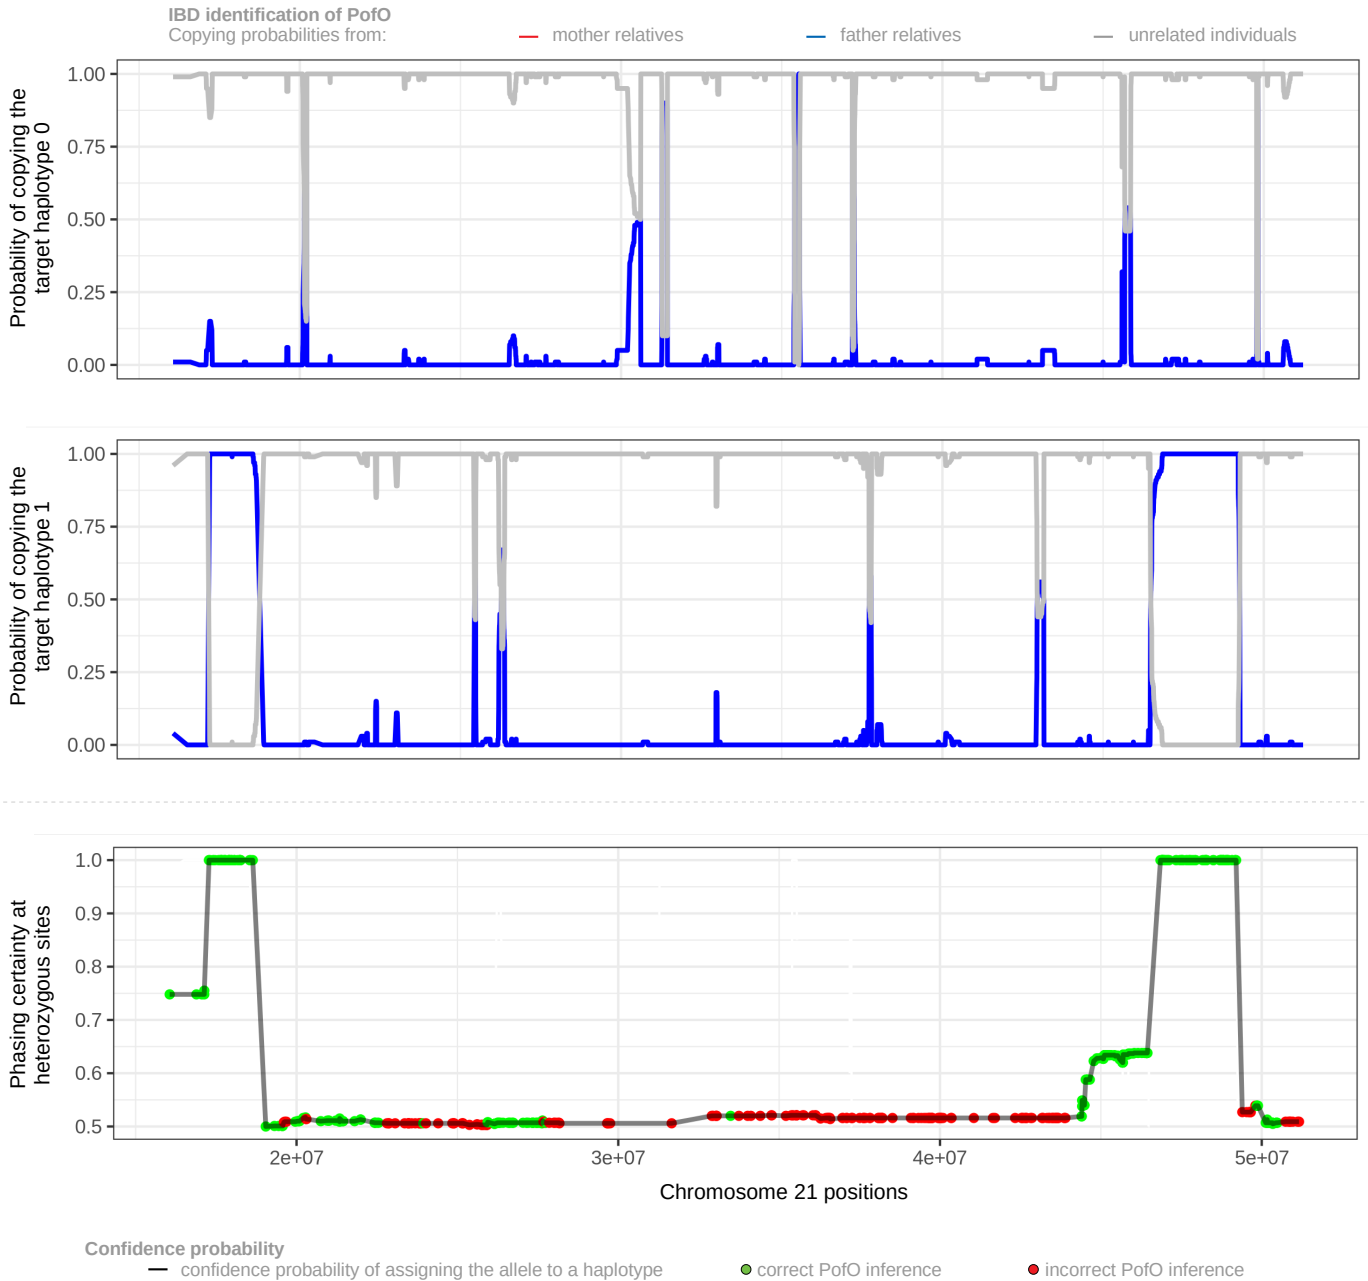 IBD identification of PofO
Copying probabilities from:
mother relatives
father relatives
unrelated individuals
Probability of copying the
target haplotype 0
1.00
0.75
0.50
0.25
0.00
Probability of copying the
target haplotype 1
1.00
0.75
0.50
0.25
0.00
Phasing certainty at
heterozygous sites
1.0
0.9
0.8
0.7
0.6
0.5
2e+07
3e+07
4e+07
5e+07
Chromosome 21 positions
Confidence probability
confidence probability of assigning the allele to a haplotype
correct PofO inference
incorrect PofO inference